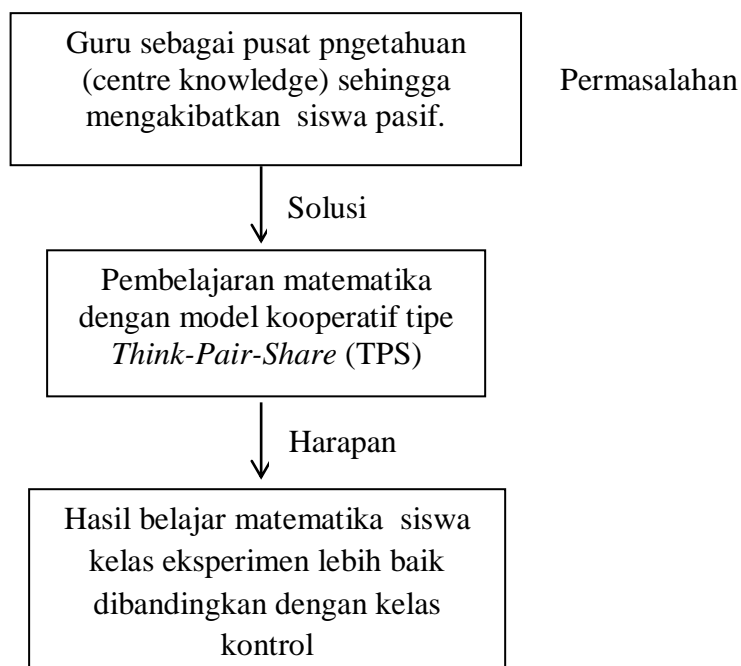 Guru sebagai pusat pngetahuan
(centre knowledge) sehingga
mengakibatkan siswa pasif.
Permasalahan
Solusi
Pembelajaran matematika
dengan model kooperatif tipe
Think-Pair-Share (TPS)
Harapan
Hasil belajar matematika siswa
kelas eksperimen lebih baik
dibandingkan dengan kelas
kontrol